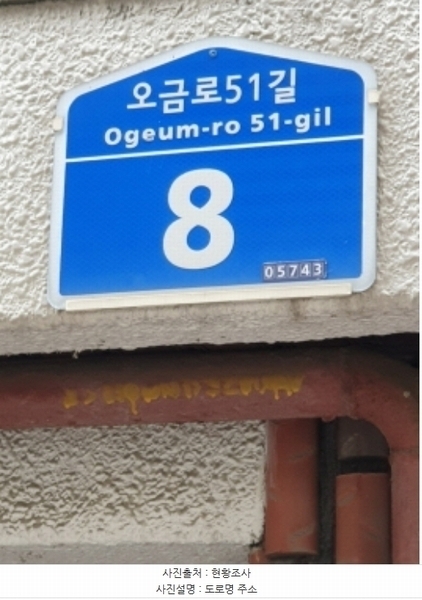 오금로51길
Ogeum-ro 51-gil
8
05743
사진출처 : 현황조사
사진설명 : 도로명 주소